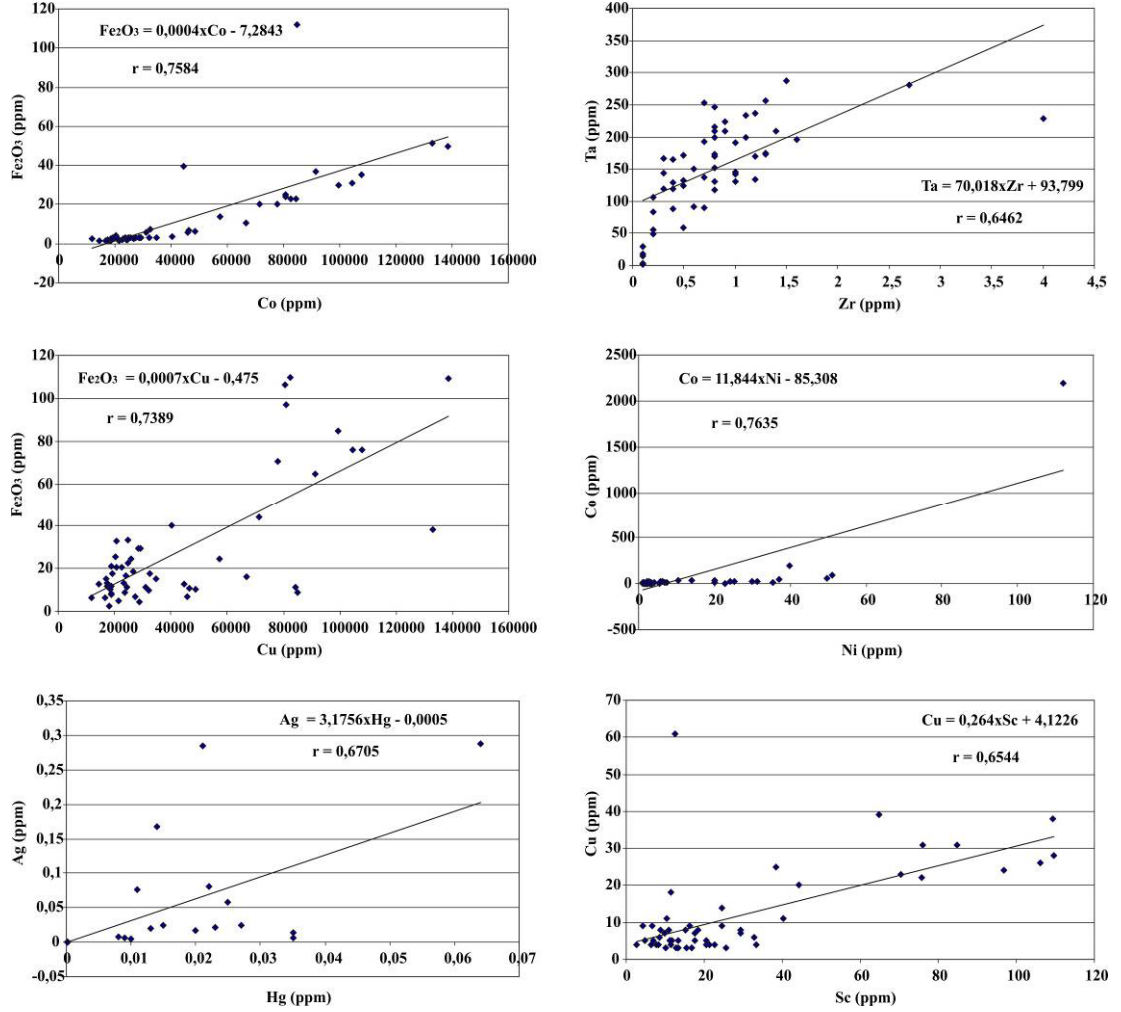 120
100
80
60
40
20
0
-20
Fe2O3 (ppm)
Fe2O3 = 0,0004xCo - 7,2843
r = 0,7584
0 20000 40000 60000 80000 100000 120000 140000 160000
Co (ppm)
400
350
300
250
200
150
100
50
0
Ta (ppm)
Ta = 70,018xZr + 93,799
r = 0,6462
0 0,5 1 1,5 2 2,5 3 3,5 4 4,5
Zr (ppm)
120
100
80
60
40
20
0
Fe2O3 (ppm)
Fe2O3 = 0,0007xCu - 0,475
r = 0,7389
0 20000 40000 60000 80000 100000 120000 140000 160000
Cu (ppm)
2500
2000
1500
1000
500
0
-500
Co (ppm)
Co = 11,844xNi - 85,308
r = 0,7635
0 20 40 60 80 100 120
Ni (ppm)
0,35
0,3
0,25
0,2
0,15
0,1
0,05
0
-0,05
Ag (ppm)
Ag = 3,1756xHg - 0,0005
r = 0,6705
0 0,01 0,02 0,03 0,04 0,05 0,06 0,07
Hg (ppm)
70
60
50
40
30
20
10
0
Cu (ppm)
Cu = 0,264xSc + 4,1226
r = 0,6544
0 20 40 60 80 100 120
Sc (ppm)